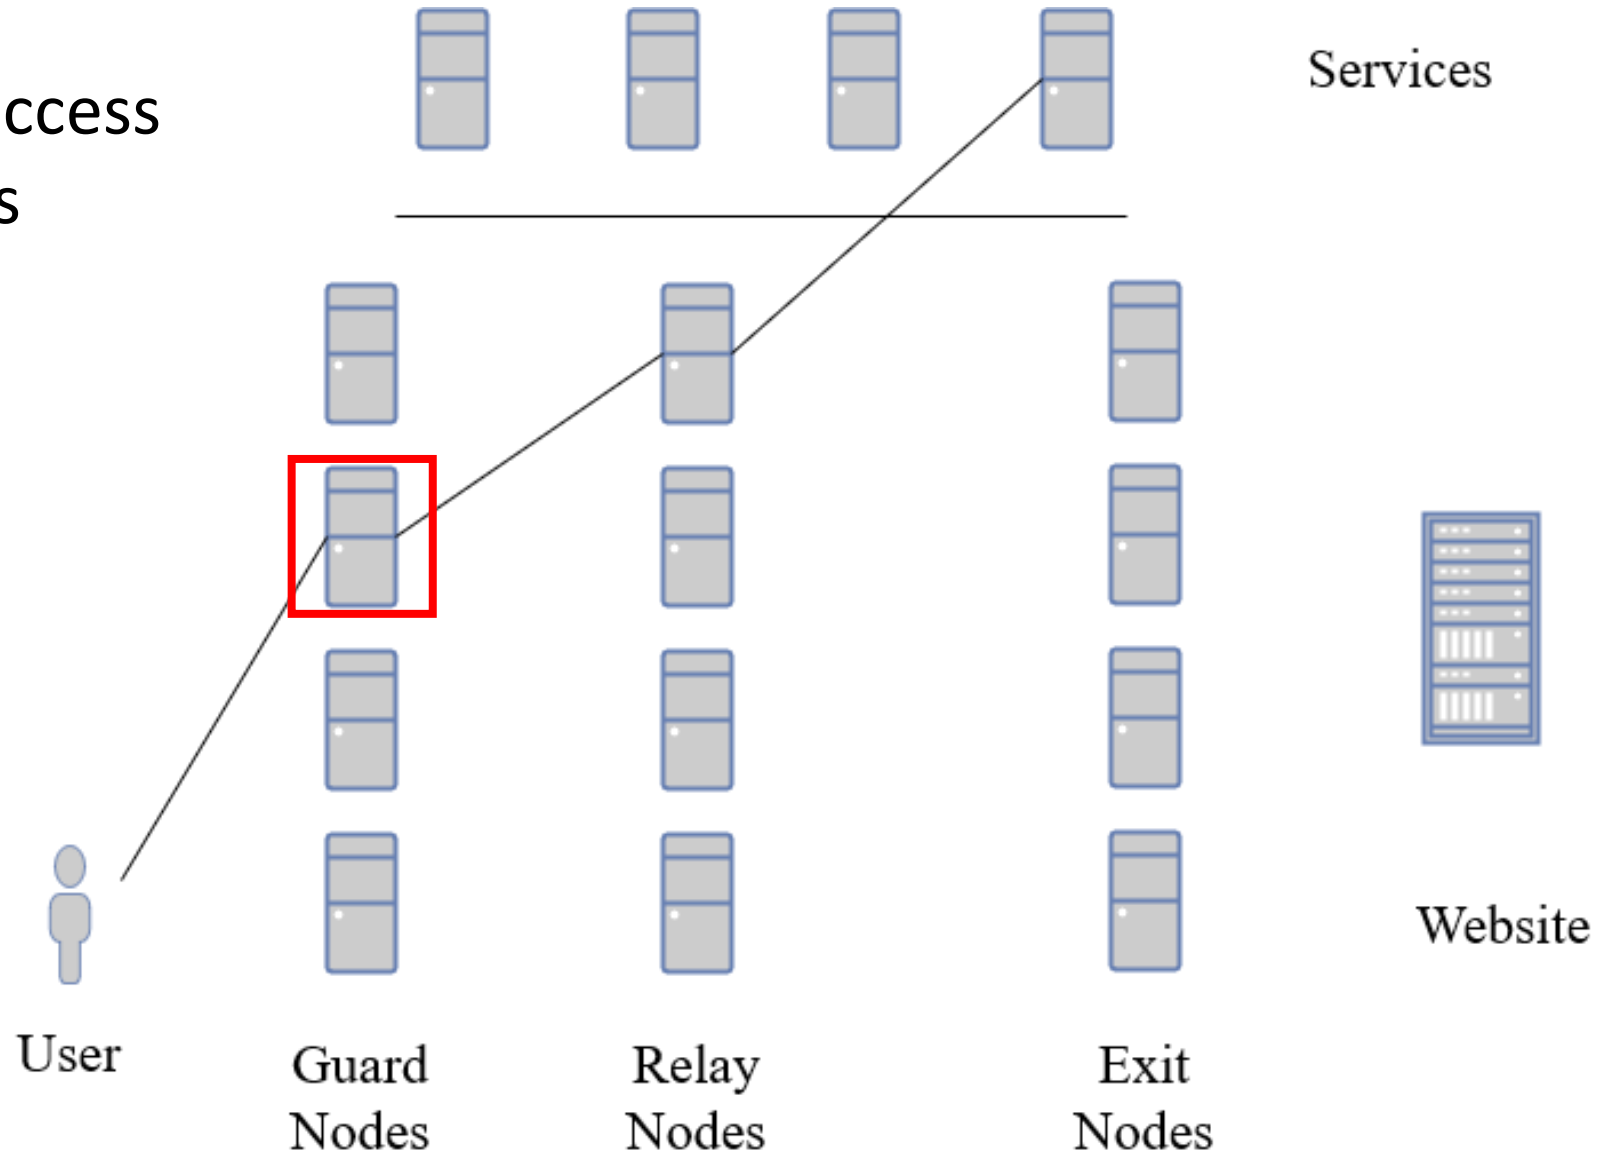 ccess
s
Services
Website
User
Guard
Nodes
Relay
Nodes
Exit
Nodes